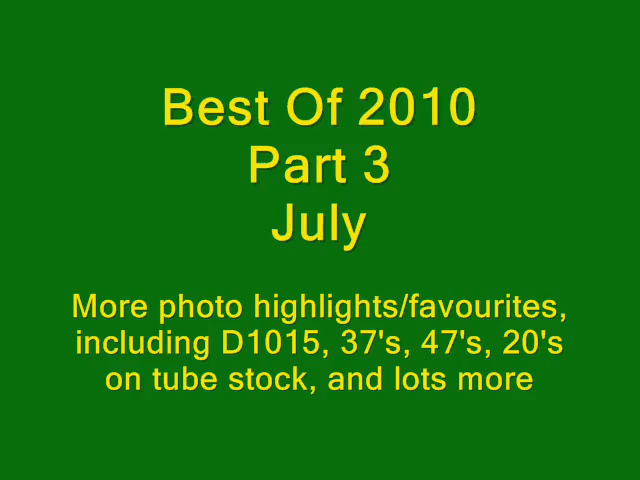 Best Of 2010
Part 3
July
More photo highlights/favourites,
including D1015, 37's, 47's, 20's
on tube stock, and lots more